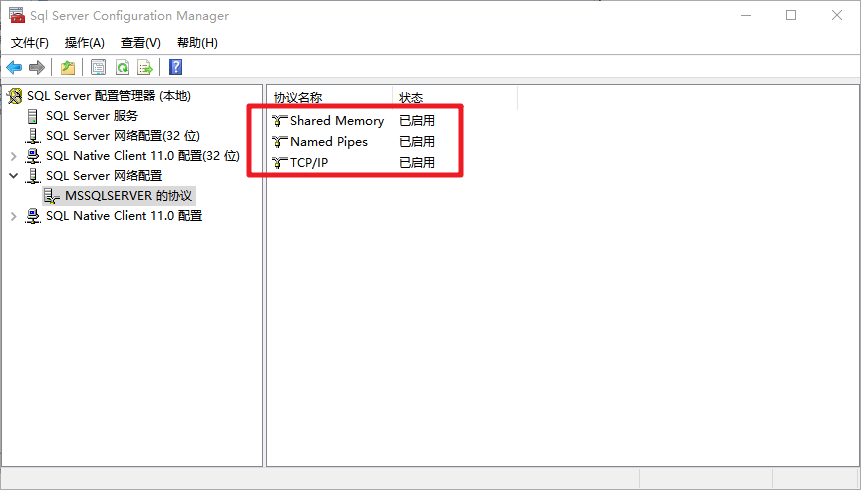 Sql Server Configuration Manager
文件(F) 操作(A) 查看(V) 帮助(H)
SQL Server 配置管理器 (本地)
SQL Server 服务
SQL Server 网络配置(32 位)
SQL Native Client 11.0 配置(32 位)
SQL Server 网络配置
MSSQLSERVER 的协议
SQL Native Client 11.0 配置
协议名称 状态
Shared Memory 已启用
Named Pipes 已启用
TCP/IP 已启用